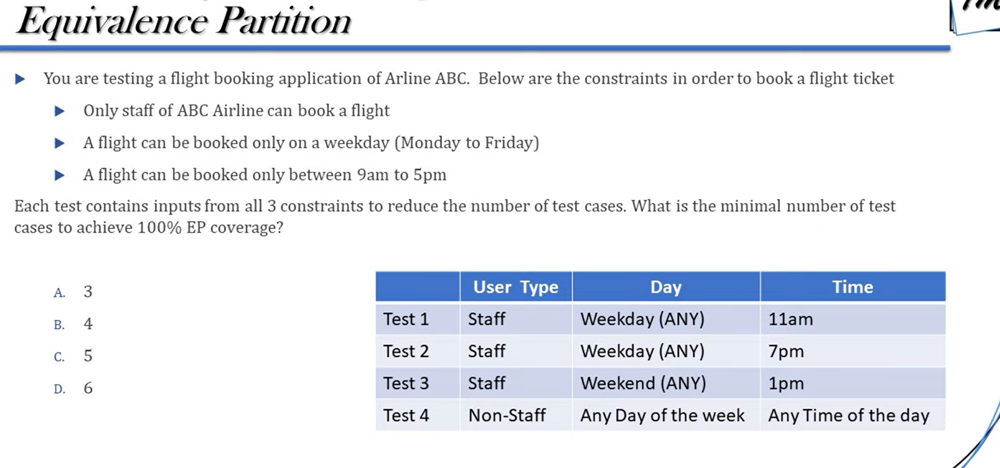 Equivalence Partition
You are testing a flight booking application of Arline ABC. Below are the constraints in order to book a flight ticket
Only staff of ABC Airline can book a flight
A flight can be booked only on a weekday (Monday to Friday)
A flight can be booked only between 9am to 5pm
Each test contains inputs from all 3 constraints to reduce the number of test cases. What is the minimal number of test
cases to achieve 100% EP coverage?
A. 3
B. 4
C. 5
D. 6
User Type Day Time
Test 1 Staff Weekday (ANY) 11am
Test 2 Staff Weekday (ANY) 7pm
Test 3 Staff Weekend (ANY) 1pm
Test 4 Non-Staff Any Day of the week Any Time of the day